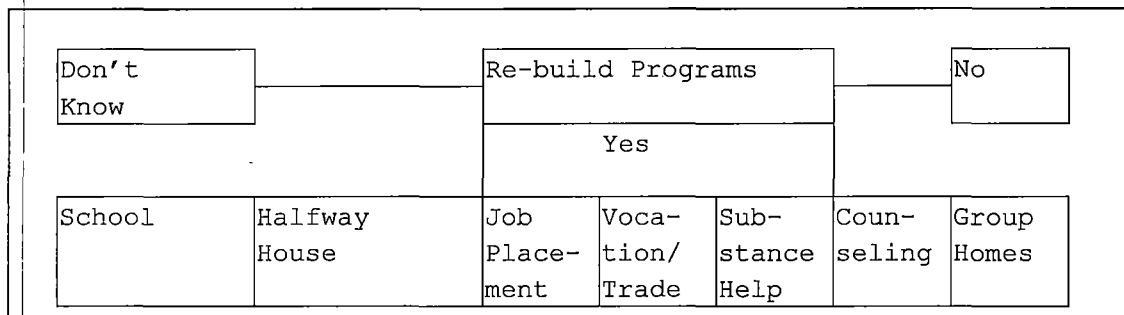 Don't
Know
Re-build Programs
No
Yes
School
Halfway
House
Job
Place-
ment
Voca-
tion/
Trade
Sub-
stance
Help
Coun-
seling
Group
Homes